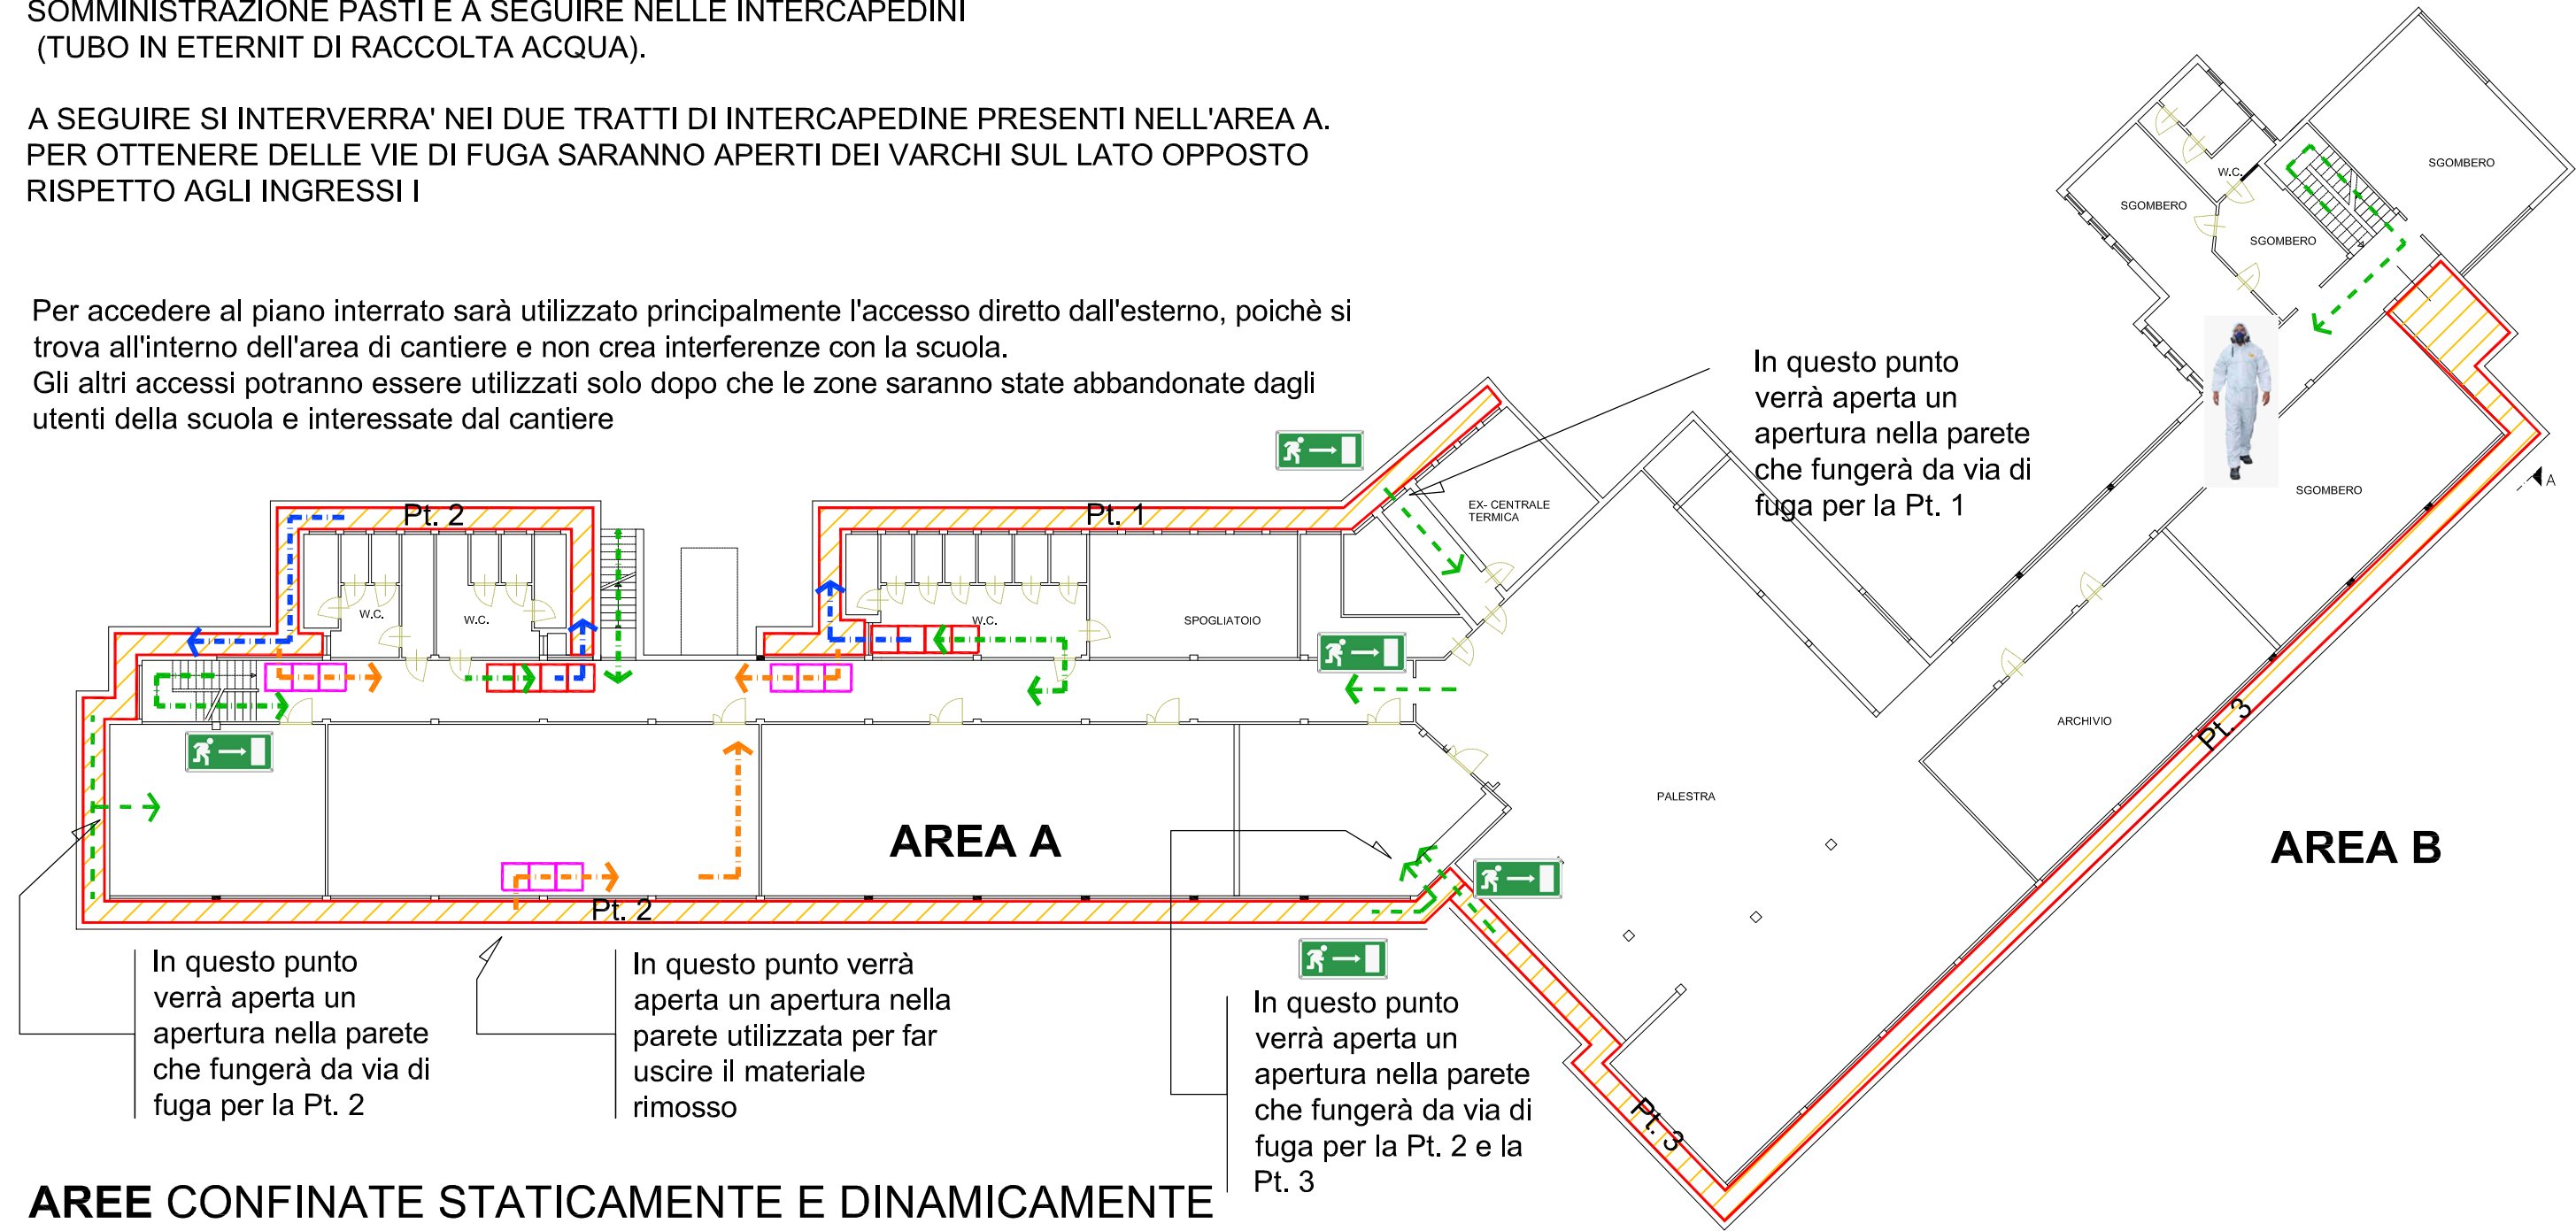 SOMMINISTRAZIONE PASTI E A SEGUIRE NELLE INTERCAPEDINI
(TUBO IN ETERNIT DI RACCOLTA ACQUA).
A SEGUIRE SI INTERVERRA' NEI DUE TRATTI DI INTERCAPEDINE PRESENTI NELL'AREA A.
PER OTTENERE DELLE VIE DI FUGA SARANNO APERTI DEI VARCHI SUL LATO OPPOSTO
RISPETTO AGLI INGRESSI I
Per accedere al piano interrato sarà utilizzato principalmente l'accesso diretto dall'esterno, poichè si
trova all'interno dell'area di cantiere e non crea interferenze con la scuola.
Gli altri accessi potranno essere utilizzati solo dopo che le zone saranno state abbandonate dagli
utenti della scuola e interessate dal cantiere
SGOMBERO
W.C.
SGOMBERO
SGOMBERO
In questo punto
verrà aperta un
apertura nella parete
che fungerà da via di
fuga per la Pt. 1
SGOMBERO
A
EX- CENTRALE
TERMICA
Pt. 2
Pt. 1
W.C.
W.C.
W.C.
SPOGLIATOIO
ARCHIVIO
Pt. 3
PALESTRA
AREA A
AREA B
Pt. 2
In questo punto
verrà aperta un
apertura nella parete
che fungerà da via di
fuga per la Pt. 2
In questo punto verrà
aperta un apertura nella
parete utilizzata per far
uscire il materiale
rimosso
In questo punto
verrà aperta un
apertura nella parete
che fungerà da via di
fuga per la Pt. 2 e la
Pt. 3
Pt. 3
AREE CONFINATE STATICAMENTE E DINAMICAMENTE